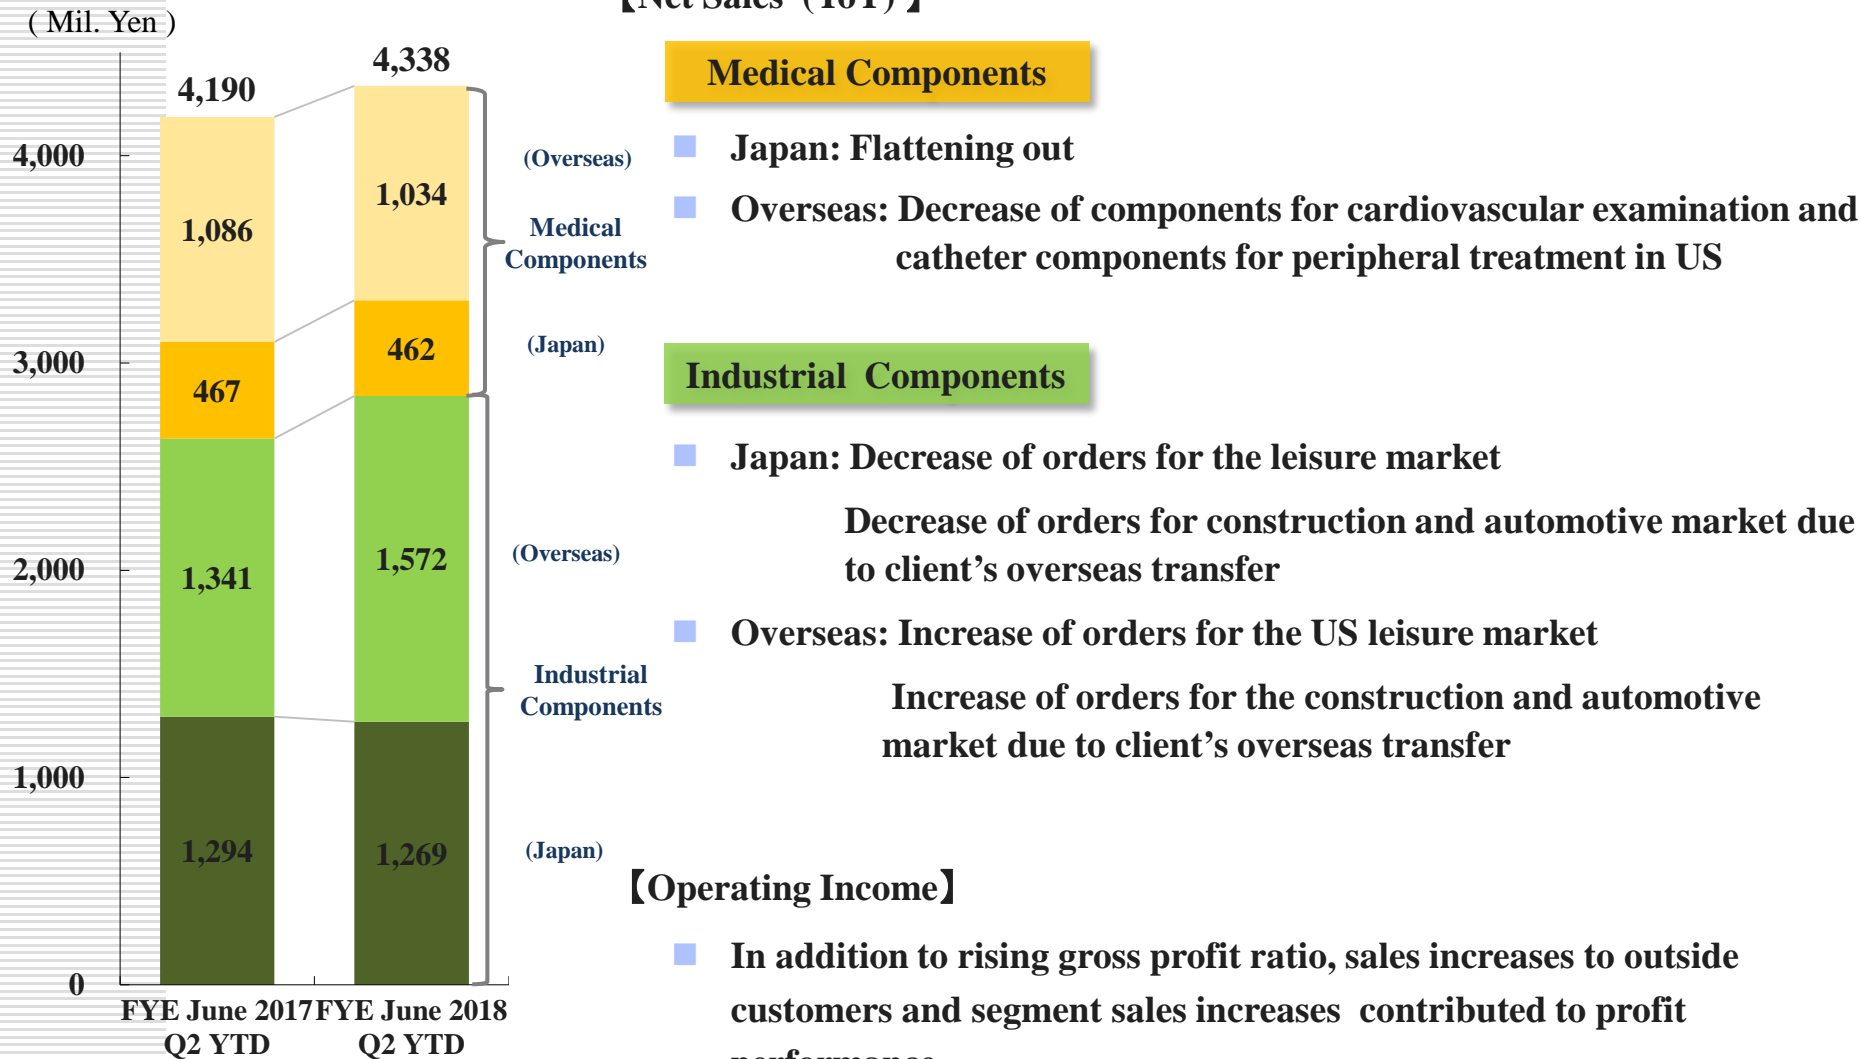 ( Mil. Yen )
【Net Sales (YoY) 】
4,190
4,338
4,000
3,000
2,000
1,000
0
1,086
467
1,341
1,294
1,034
462
1,572
1,269
FYE June 2017
Q2 YTD
FYE June 2018
Q2 YTD
(Overseas)
Medical
Components
(Japan)
(Overseas)
Industrial
Components
(Japan)
Medical Components
Japan: Flattening out
Overseas: Decrease of components for cardiovascular examination and
catheter components for peripheral treatment in US
Industrial Components
Japan: Decrease of orders for the leisure market
Decrease of orders for construction and automotive market due
to client’s overseas transfer
Overseas: Increase of orders for the US leisure market
Increase of orders for the construction and automotive
market due to client’s overseas transfer
【Operating Income】
In addition to rising gross profit ratio, sales increases to outside
customers and segment sales increases contributed to profit
performance